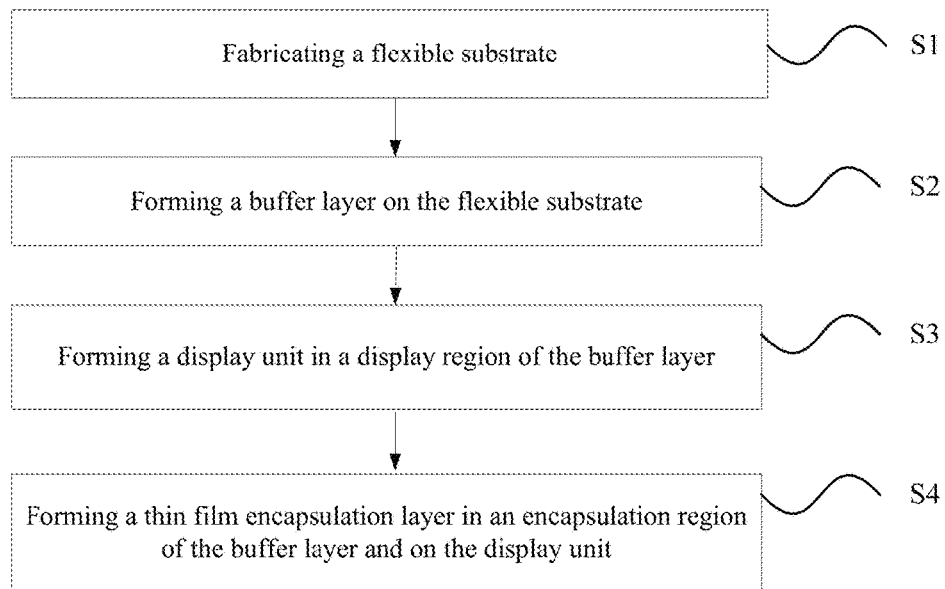 Fabricating a flexible substrate
S1
Forming a buffer layer on the flexible substrate
S2
Forming a display unit in a display region of the buffer layer
S3
Forming a thin film encapsulation layer in an encapsulation region
of the buffer layer and on the display unit
S4